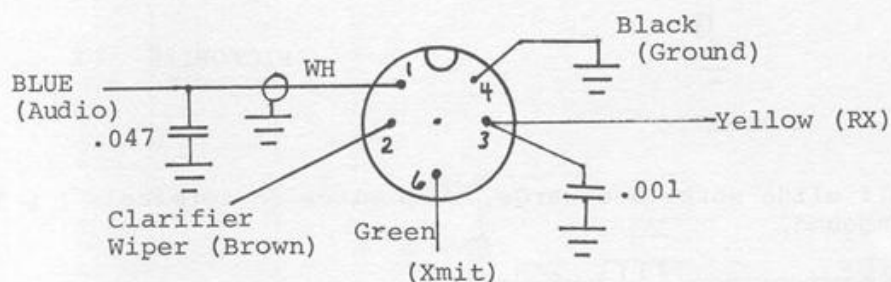 Black
(Ground)
BLUE
(Audio)
WH
.047
1
4
2
3
6
Yellow (RX)
.001
Clarifier
Wiper (Brown)
Green
(Xmit)